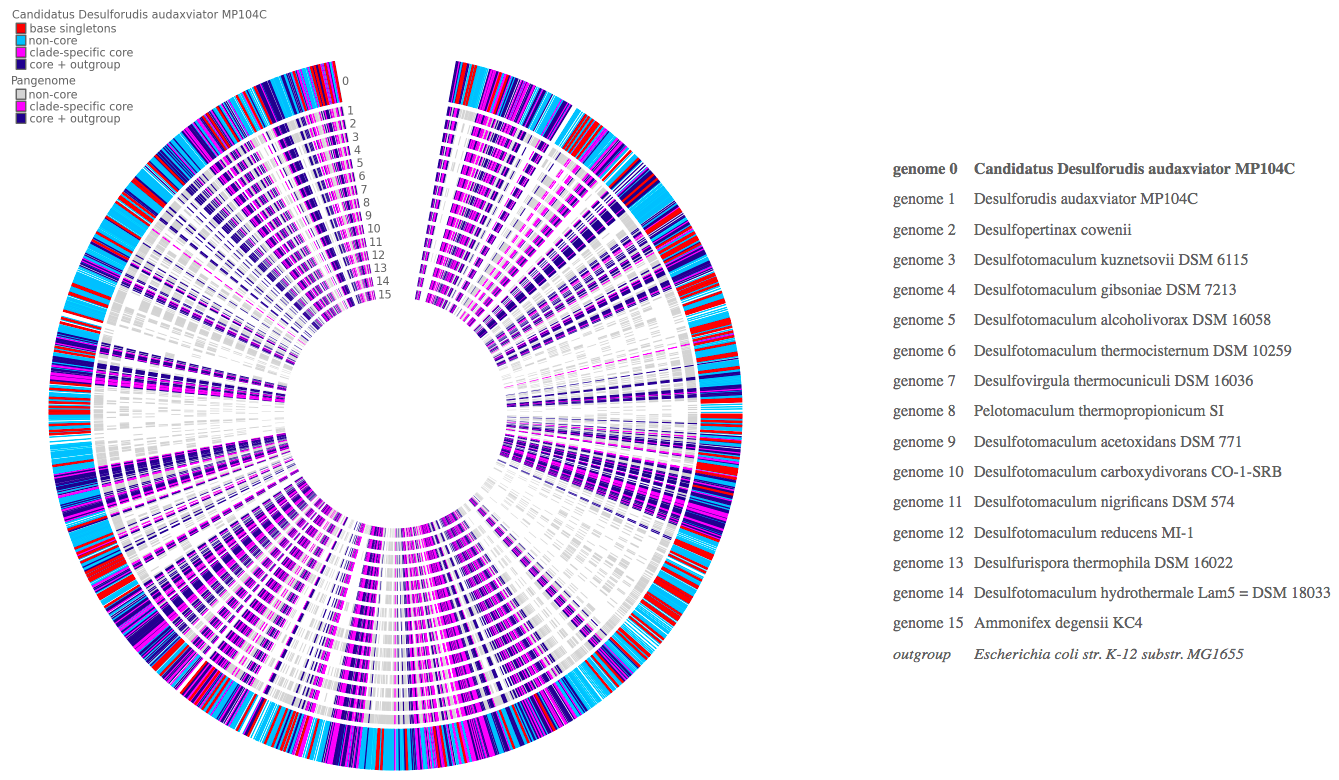 Candidatus Desulforudis audaxviator MP104C
base singletons
non-core
clade-specific core
core + outgroup
Pangenome
non-core
clade-specific core
core + outgroup
0
1
2
3
4
5
6
7
8
9
10
11
12
13
14
15
genome 0 Candidatus Desulforudis audaxviator MP104C
genome 1 Desulforudis audaxviator MP104C
genome 2 Desulfopertinax cowenii
genome 3 Desulfotomaculum kuznetsovii DSM 6115
genome 4 Desulfotomaculum gibsoniae DSM 7213
genome 5 Desulfotomaculum alcoholivorax DSM 16058
genome 6 Desulfotomaculum thermocisternum DSM 10259
genome 7 Desulfovirgula thermocuniculi DSM 16036
genome 8 Pelotomaculum thermopropionicum SI
genome 9 Desulfotomaculum acetoxidans DSM 771
genome 10 Desulfotomaculum carboxydivorans CO-1-SRB
genome 11 Desulfotomaculum nigrificans DSM 574
genome 12 Desulfotomaculum reducens MI-1
genome 13 Desulfurispora thermophila DSM 16022
genome 14 Desulfotomaculum hydrothermale Lam5 = DSM 18033
genome 15 Ammonifex degensii KC4
outgroup Escherichia coli str. K-12 substr. MG1655